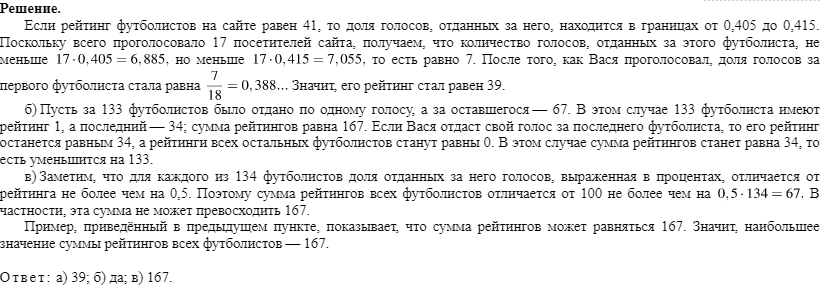 Решение.
Если рейтинг футболистов на сайте равен 41, то доля голосов, отданных за него, находится в границах от 0,405 до 0,415.
Поскольку всего проголосовало 17 посетителей сайта, получаем, что количество голосов, отданных за этого футболиста, не
меньше 17·0,405 = 6,885, но меньше 17·0,415 = 7,055, то есть равно 7. После того, как Вася проголосовал, доля голосов за
первого футболиста стала равна 7/18 = 0,388... Значит, его рейтинг стал равен 39.
б) Пусть за 133 футболистов было отдано по одному голосу, а за оставшегося — 67. В этом случае 133 футболиста имеют
рейтинг 1, а последний — 34; сумма рейтингов равна 167. Если Вася отдаст свой голос за последнего футболиста, то его рейтинг
останется равным 34, а рейтинги всех остальных футболистов станут равны 0. В этом случае сумма рейтингов станет равна 34, то
есть уменьшится на 133.
в) Заметим, что для каждого из 134 футболистов доля отданных за него голосов, выраженная в процентах, отличается от
рейтинга не более чем на 0,5. Поэтому сумма рейтингов всех футболистов отличается от 100 не более чем на 0,5·134 = 67. В
частности, эта сумма не может превосходить 167.
Пример, приведённый в предыдущем пункте, показывает, что сумма рейтингов может равняться 167. Значит, наибольшее
значение суммы рейтингов всех футболистов — 167.
Ответ: а) 39; б) да; в) 167.